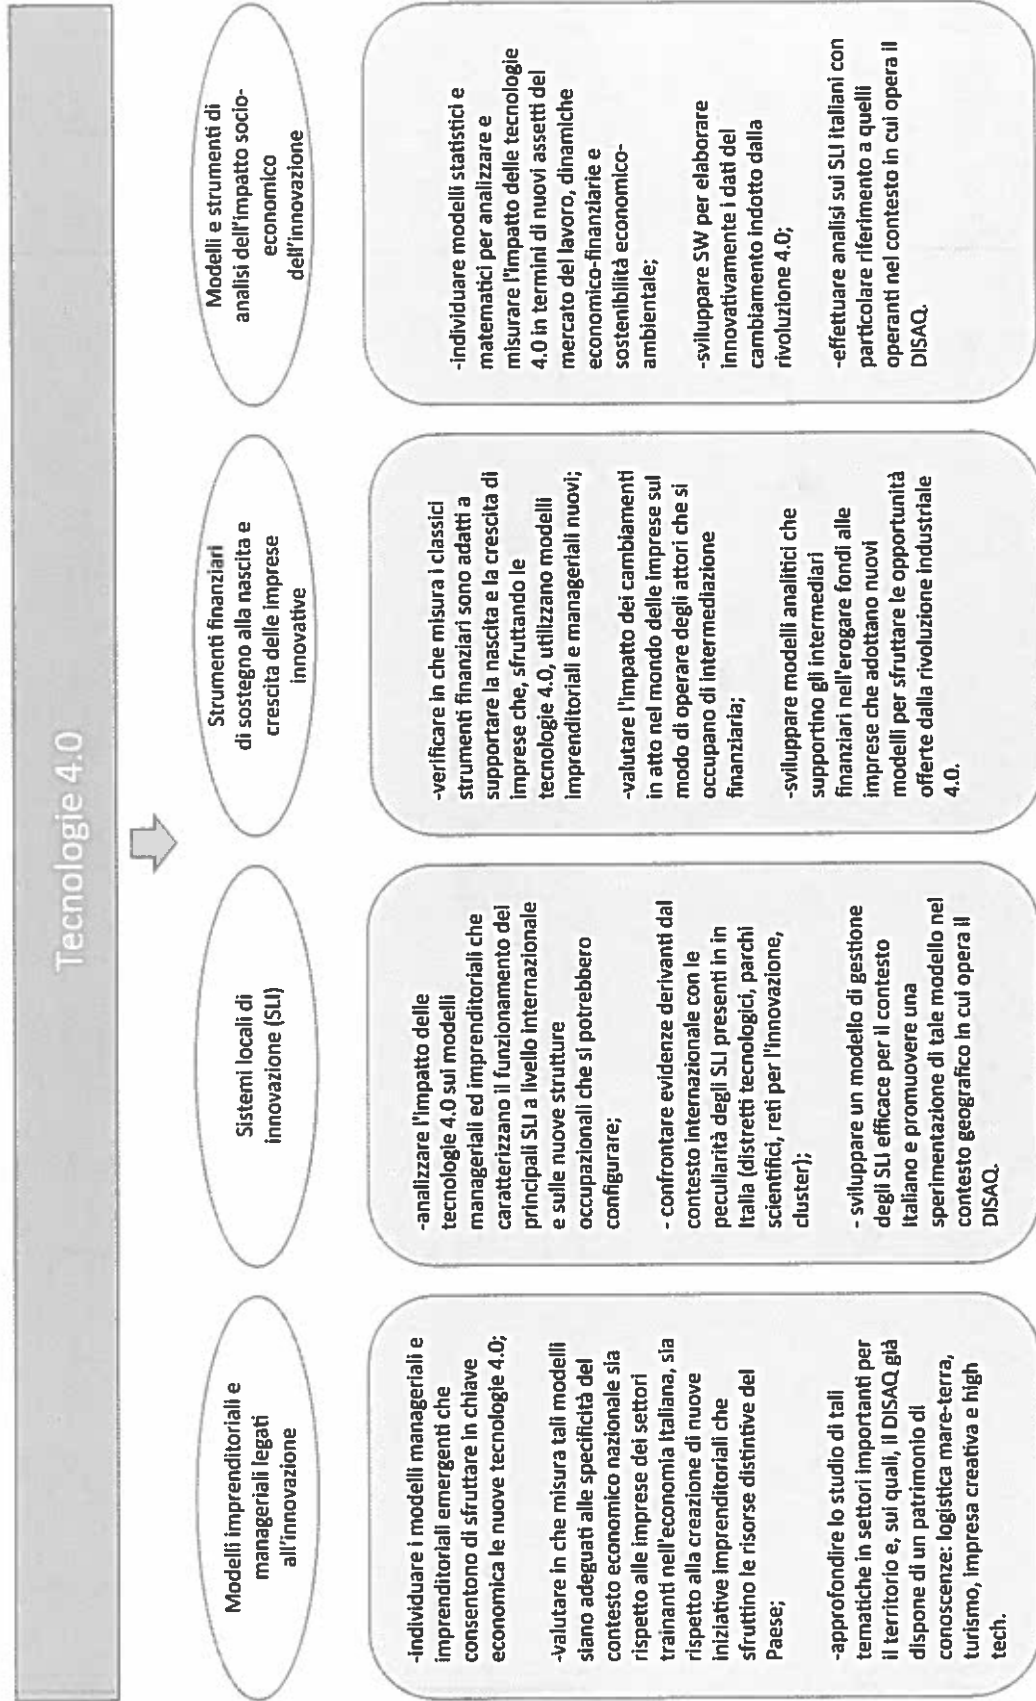 Tecnologie 4.0
Modelli imprenditoriali e
manageriali legati
all'innovazione
-individuare i modelli manageriali e
imprenditoriali emergenti che
consentono di sfruttare in chiave
economica le nuove tecnologie 4.0;
-valutare in che misura tali modelli
siano adeguati alle specificità del
contesto economico nazionale sia
rispetto alle imprese dei settori
trainanti nell'economia italiana, sia
rispetto alla creazione di nuove
iniziative imprenditoriali che
sfruttino le risorse distintive del
Paese;
-approfondire lo studio di tali
tematiche in settori importanti per
il territorio e, sui quali, il DISAQ già
dispone di un patrimonio di
conoscenze: logistica mare-terra,
turismo, impresa creativa e high
tech.
Sistemi locali di
innovazione (SLI)
-analizzare l'impatto delle
tecnologie 4.0 sui modelli
manageriali ed imprenditoriali che
caratterizzano il funzionamento dei
principali SLI a livello internazionale
e sulle nuove strutture
occupazionali che si potrebbero
configurare;
- confrontare evidenze derivanti dal
contesto internazionale con le
peculiarità degli SLI presenti in in
Italia (distretti tecnologici, parchi
scientifici, reti per l'innovazione,
cluster);
- sviluppare un modello di gestione
degli SLI efficace per il contesto
italiano e promuovere una
sperimentazione di tale modello nel
contesto geografico in cui opera il
DISAQ.
Strumenti finanziari
di sostegno alla nascita e
crescita delle imprese
innovative
-verificare in che misura i classici
strumenti finanziari sono adatti a
supportare la nascita e la crescita di
imprese che, sfruttando le
tecnologie 4.0, utilizzano modelli
imprenditoriali e manageriali nuovi;
-valutare l'impatto dei cambiamenti
in atto nel mondo delle imprese sul
modo di operare degli attori che si
occupano di intermediazione
finanziaria;
-sviluppare modelli analitici che
supportino gli intermediari
finanziari nell'erogare fondi alle
imprese che adottano nuovi
modelli per sfruttare le opportunità
offerte dalla rivoluzione industriale
4.0.
Modelli e strumenti di
analisi dell'impatto socio-
economico
dell'innovazione
-individuare modelli statistici e
matematici per analizzare e
misurare l'impatto delle tecnologie
4.0 in termini di nuovi assetti del
mercato del lavoro, dinamiche
economico-finanziarie e
sostenibilità economico-
ambientale;
-sviluppare SW per elaborare
innovativamente i dati del
cambiamento indotto dalla
rivoluzione 4.0;
-effettuare analisi sui SLI italiani con
particolare riferimento a quelli
operanti nel contesto in cui opera il
DISAQ.